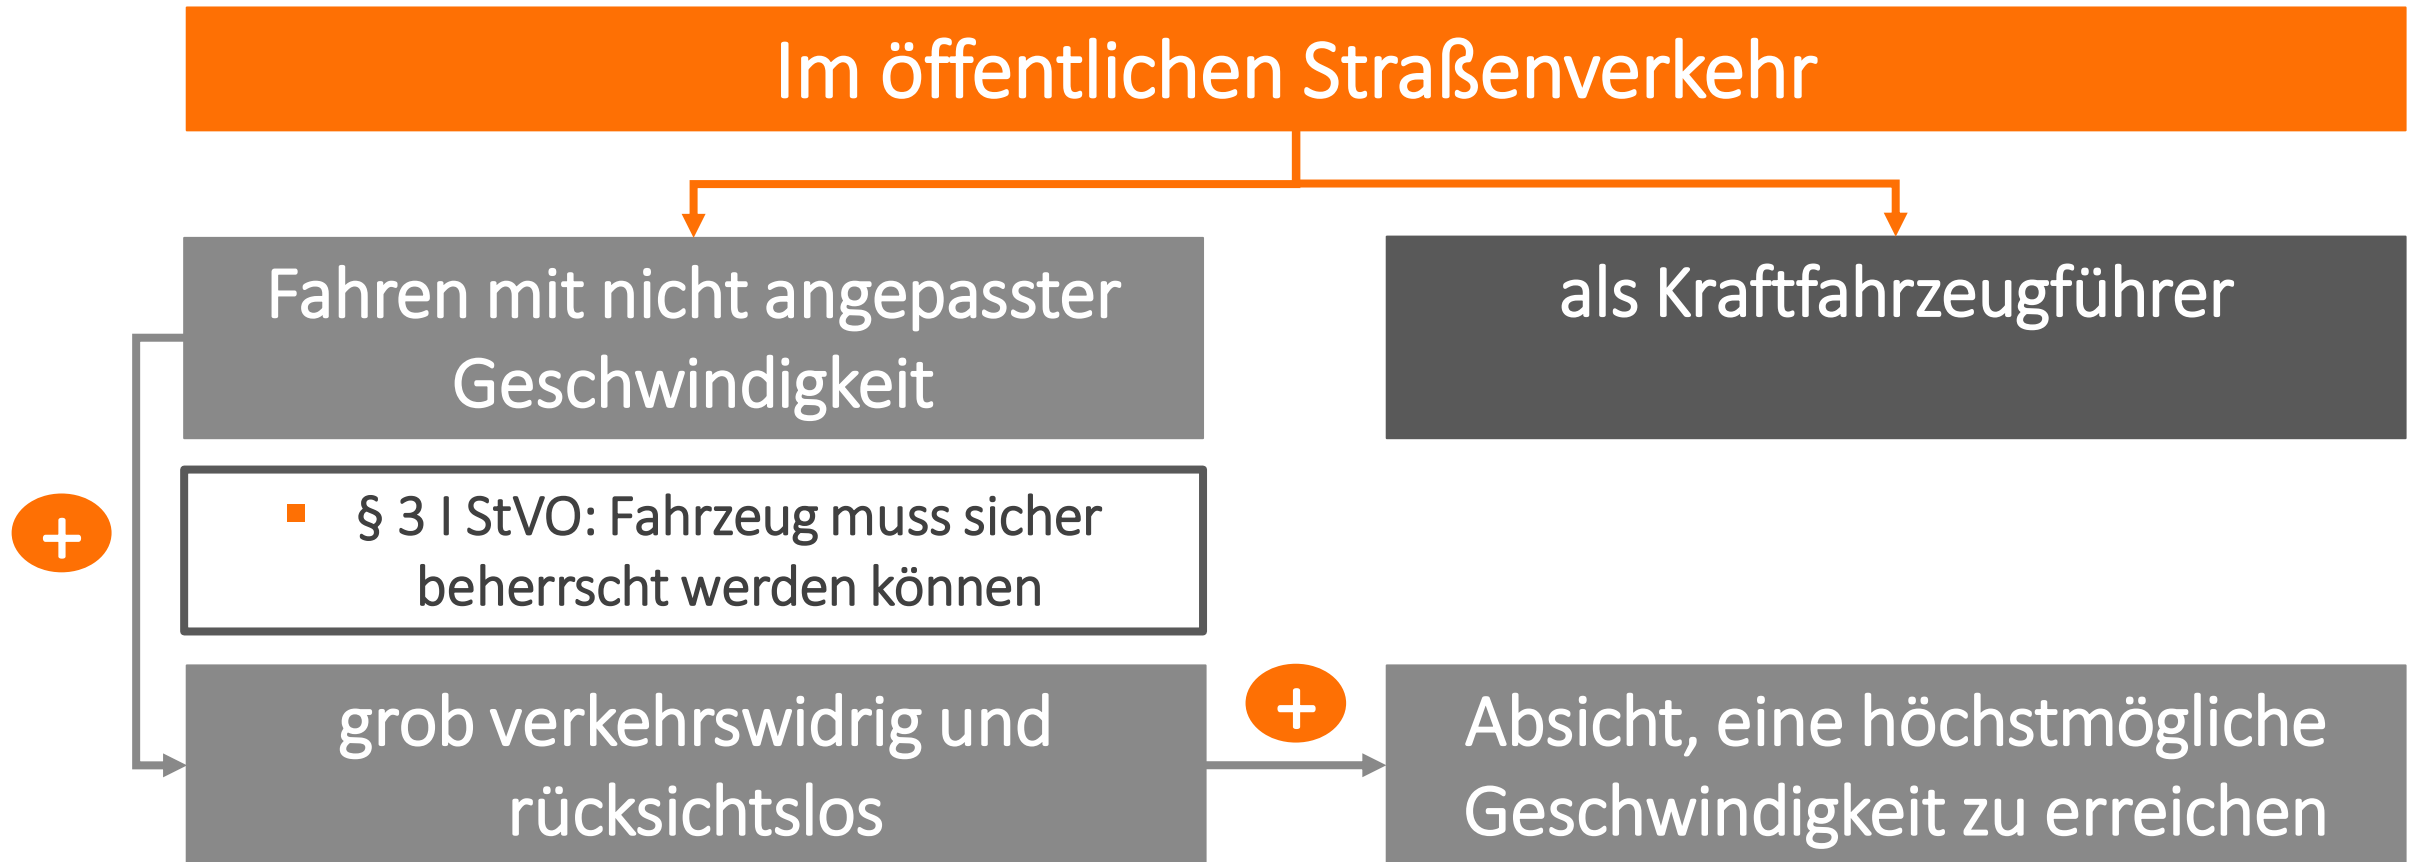 Im öffentlichen Straßenverkehr
Fahren mit nicht angepasster
Geschwindigkeit
als Kraftfahrzeugführer
§ 3 I StVO: Fahrzeug muss sicher
beherrscht werden können
+
grob verkehrswidrig und
rücksichtslos
+
Absicht, eine höchstmögliche
Geschwindigkeit zu erreichen